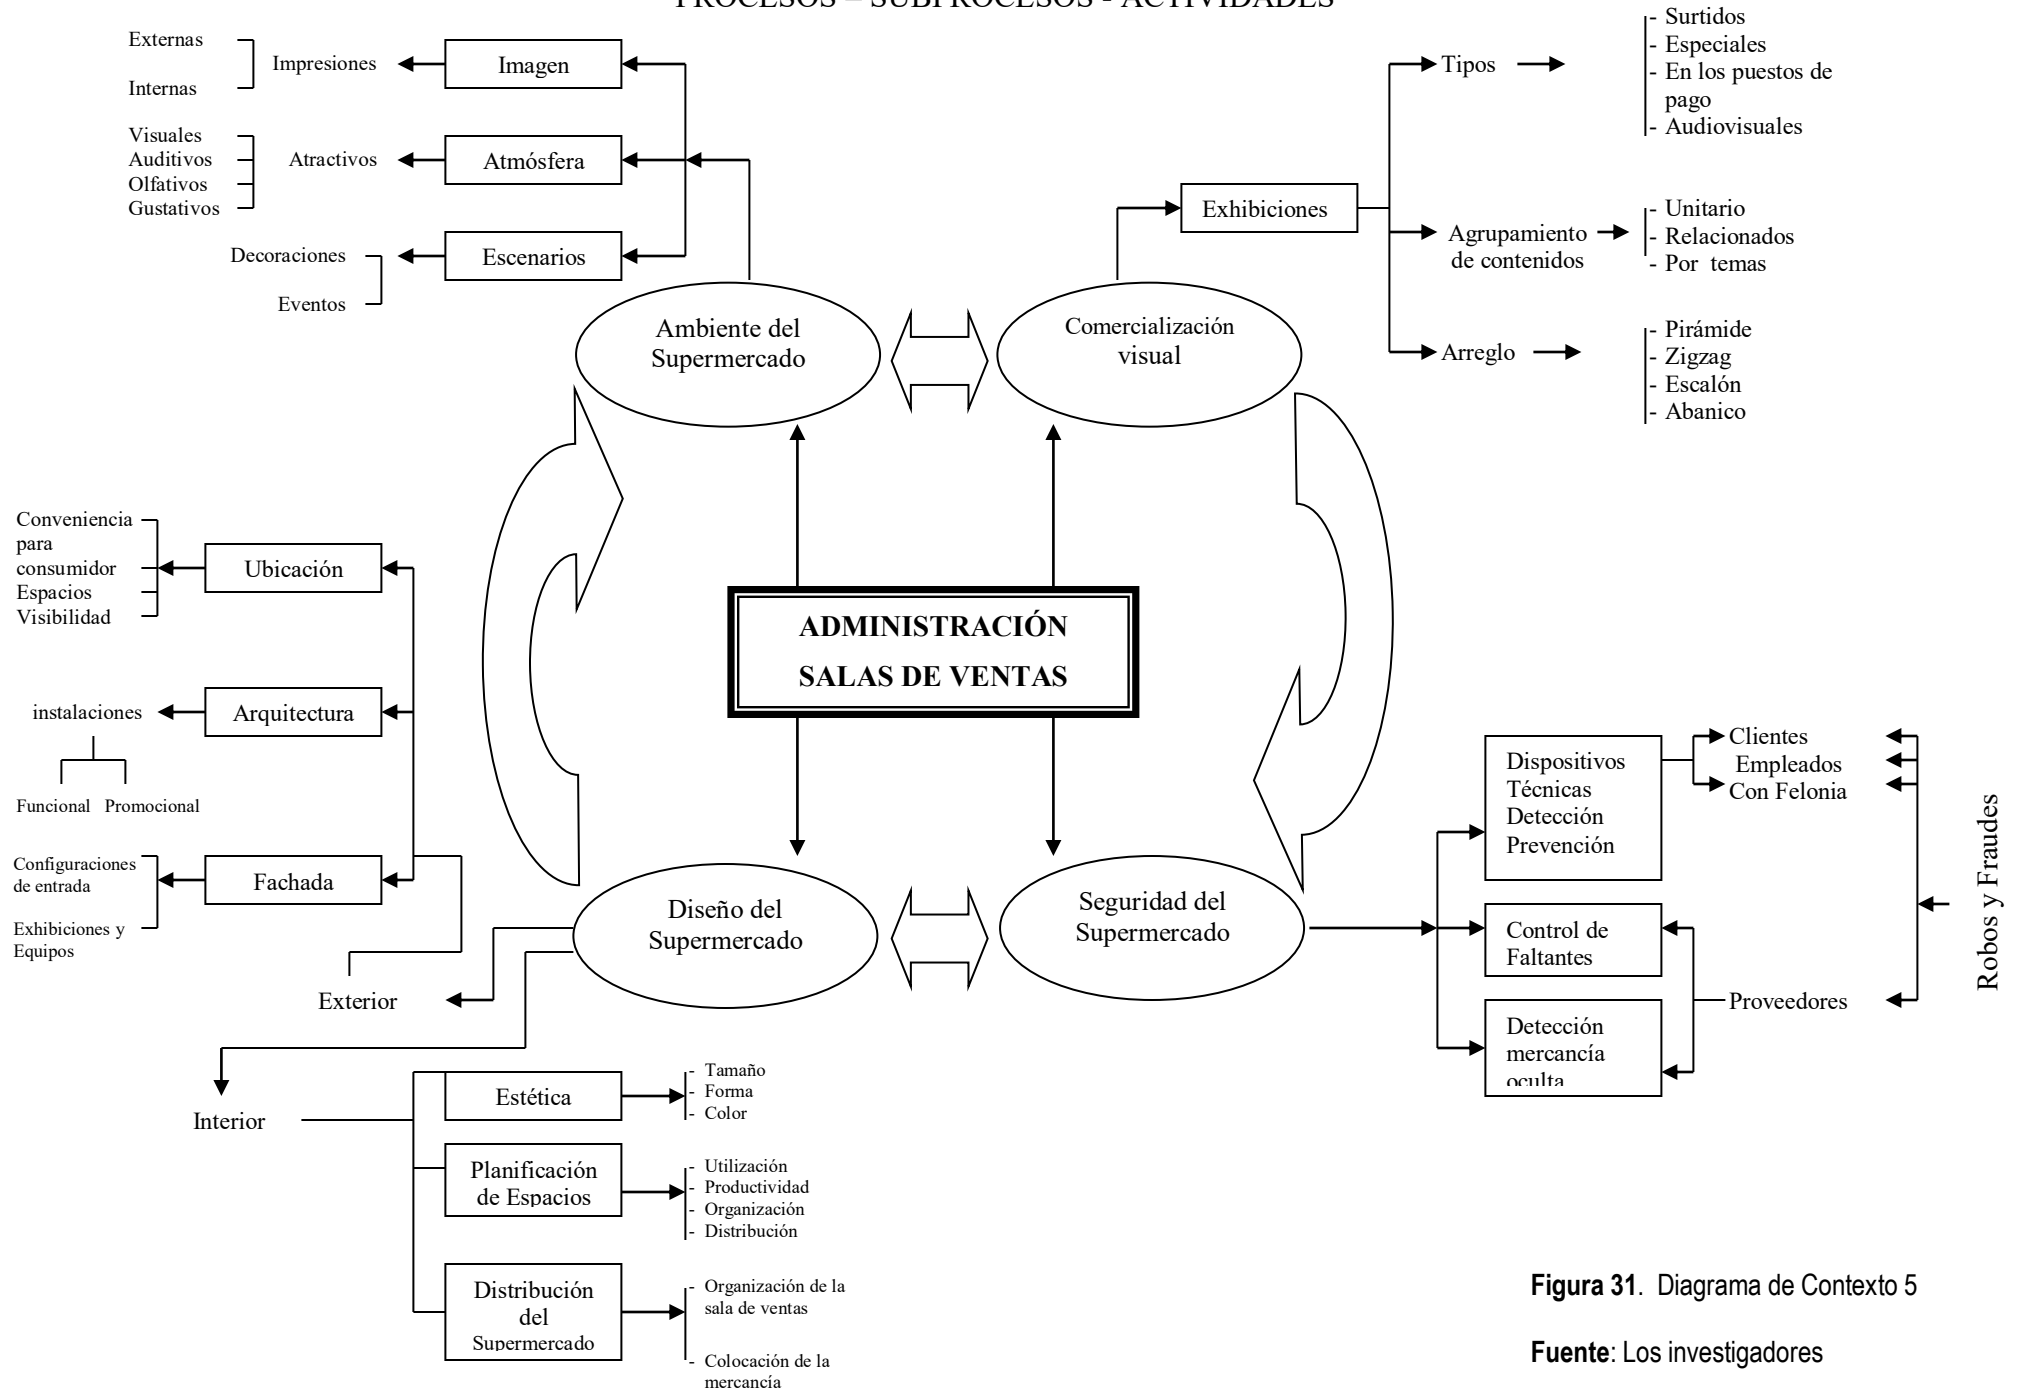 PROCESOS – SUBPROCESOS - ACTIVIDADES
Externas
Internas
Impresiones
Imagen
Visuales
Auditivos
Olfativos
Gustativos
Atractivos
Atmósfera
Decoraciones
Eventos
Escenarios
Ambiente del
Supermercado
Comercialización
visual
Exhibiciones
Tipos
- Surtidos
- Especiales
- En los puestos de
pago
- Audiovisuales
Agrupamiento
de contenidos
- Unitario
- Relacionados
- Por temas
Arreglo
- Pirámide
- Zigzag
- Escalón
- Abanico
Conveniencia
para
consumidor
Espacios
Visibilidad
Ubicación
instalaciones
Arquitectura
Funcional
Promocional
Configuraciones
de entrada
Exhibiciones y
Equipos
Fachada
ADMINISTRACIÓN
SALAS DE VENTAS
Diseño del
Supermercado
Seguridad del
Supermercado
Exterior
Interior
Estética
- Tamaño
- Forma
- Color
Planificación
de Espacios
- Utilización
- Productividad
- Organización
- Distribución
Distribución
del
Supermercado
- Organización de la
sala de ventas
- Colocación de la
mercancía
Dispositivos
Técnicas
Detección
Prevención
Clientes
Empleados
Con Felonia
Control de
Faltantes
Detección
mercancía
oculta
Proveedores
Robos y Fraudes
Figura 31. Diagrama de Contexto 5
Fuente: Los investigadores